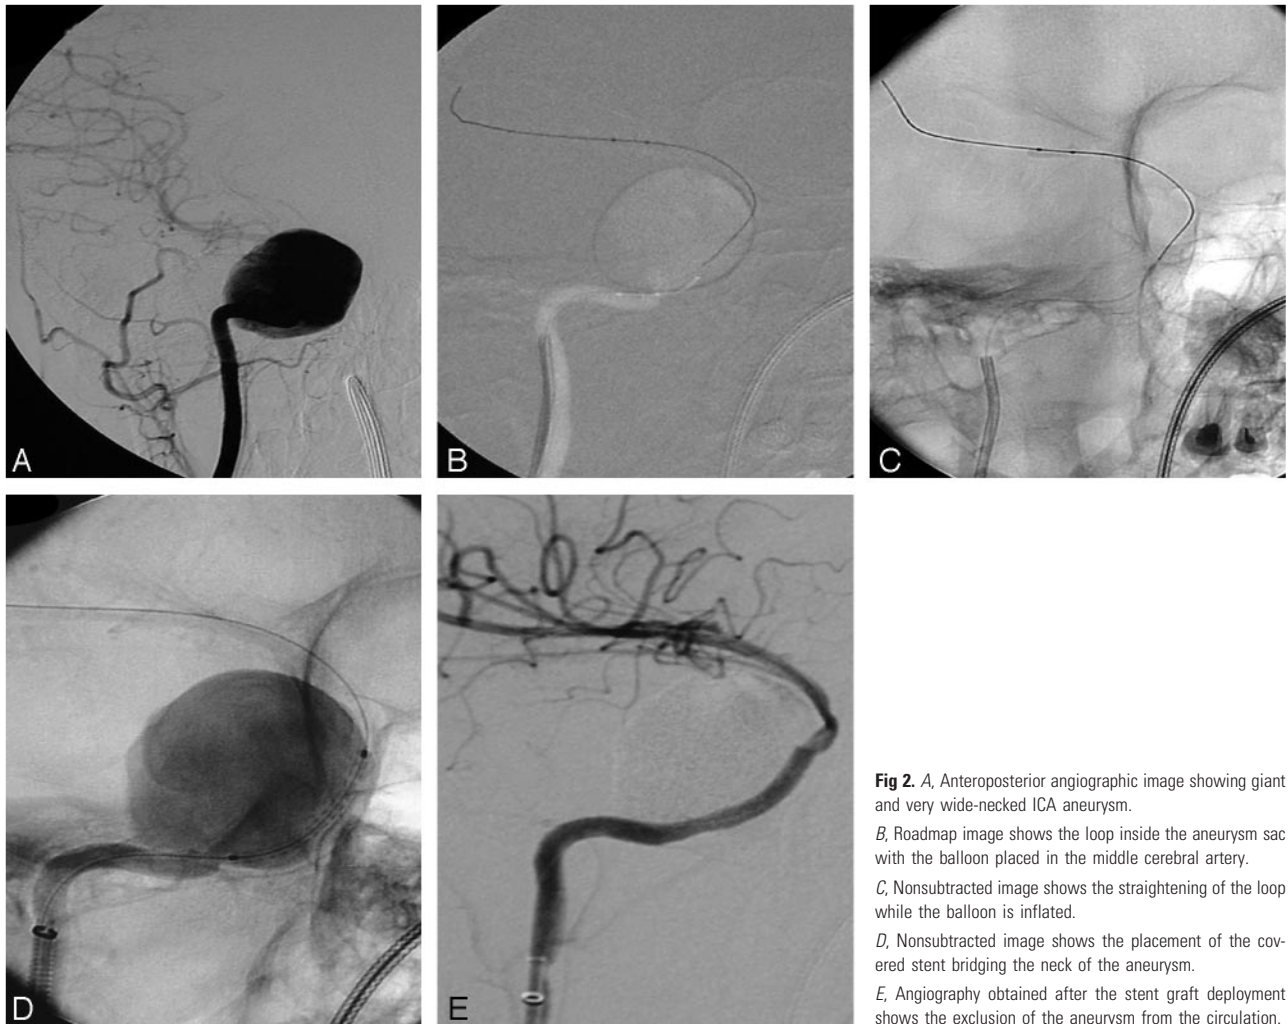 A
B
C
D
E
Fig 2. A, Anteroposterior angiographic image showing giant
and very wide-necked ICA aneurysm.
B, Roadmap image shows the loop inside the aneurysm sac
with the balloon placed in the middle cerebral artery.
C, Nonsubtracted image shows the straightening of the loop
while the balloon is inflated.
D, Nonsubtracted image shows the placement of the cov-
ered stent bridging the neck of the aneurysm.
E, Angiography obtained after the stent graft deployment
shows the exclusion of the aneurysm from the circulation.